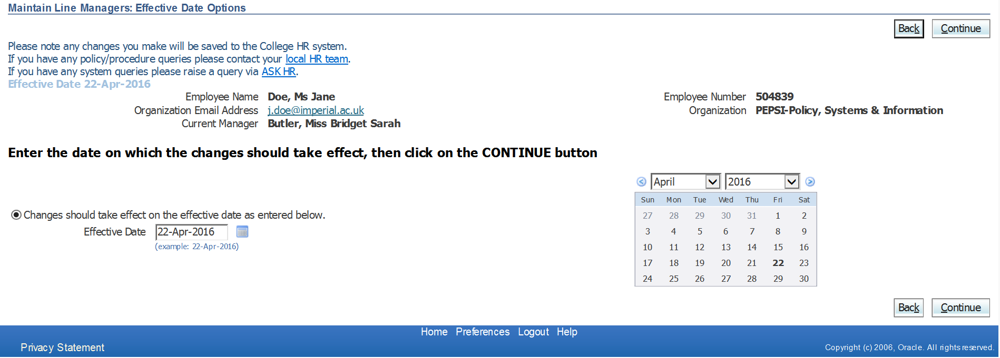 Maintain Line Managers: Effective Date Options
Back Continue
Please note any changes you make will be saved to the College HR system.
If you have any policy/procedure queries please contact your local HR team.
If you have any system queries please raise a query via ASK HR.
Effective Date 22-Apr-2016
Employee Name Doe, Ms Jane Employee Number 504839
Organization Email Address j.doe@imperial.ac.uk Organization PEPSI-Policy, Systems & Information
Current Manager Butler, Miss Bridget Sarah
Enter the date on which the changes should take effect, then click on the CONTINUE button
April 2016
Sun Mon Tue Wed Thu Fri Sat
27 28 29 30 31 1 2
3 4 5 6 7 8 9
10 11 12 13 14 15 16
17 18 19 20 21 22 23
24 25 26 27 28 29 30
Changes should take effect on the effective date as entered below.
Effective Date 22-Apr-2016
(example: 22-Apr-2016)
Back Continue
Home Preferences Logout Help
Privacy Statement
Copyright (c) 2006, Oracle. All rights reserved.